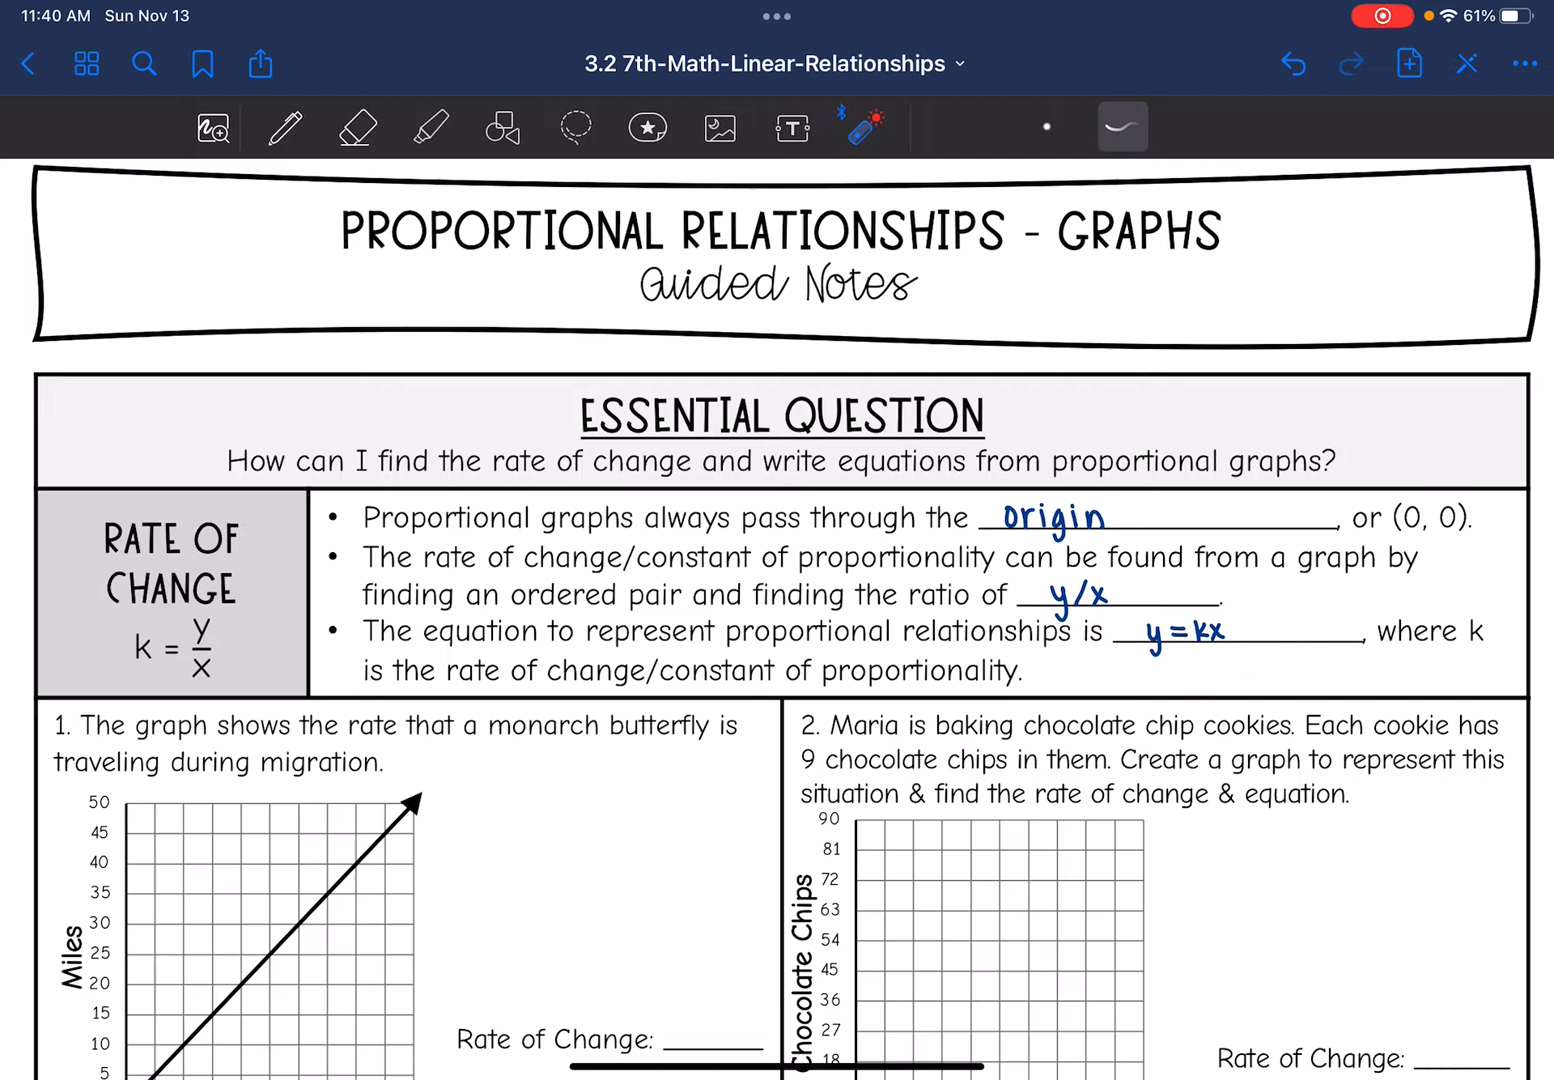 11:40 AM Sun Nov 13
61%
3.2 7th-Math-Linear-Relationships
T
PROPORTIONAL RELATIONSHIPS - GRAPHS
Guided Notes
ESSENTIAL QUESTION
How can I find the rate of change and write equations from proportional graphs?
RATE OF
CHANGE
k = y/x
• Proportional graphs always pass through the origin, or (0, 0).
• The rate of change/constant of proportionality can be found from a graph by
finding an ordered pair and finding the ratio of y/x.
• The equation to represent proportional relationships is y = kx, where k
is the rate of change/constant of proportionality.
1. The graph shows the rate that a monarch butterfly is
traveling during migration.
50
45
40
35
30
25
20
15
10
5
Miles
Rate of Change: ________
2. Maria is baking chocolate chip cookies. Each cookie has
9 chocolate chips in them. Create a graph to represent this
situation & find the rate of change & equation.
90
81
72
63
54
45
36
27
18
Chocolate Chips
Rate of Change: ________